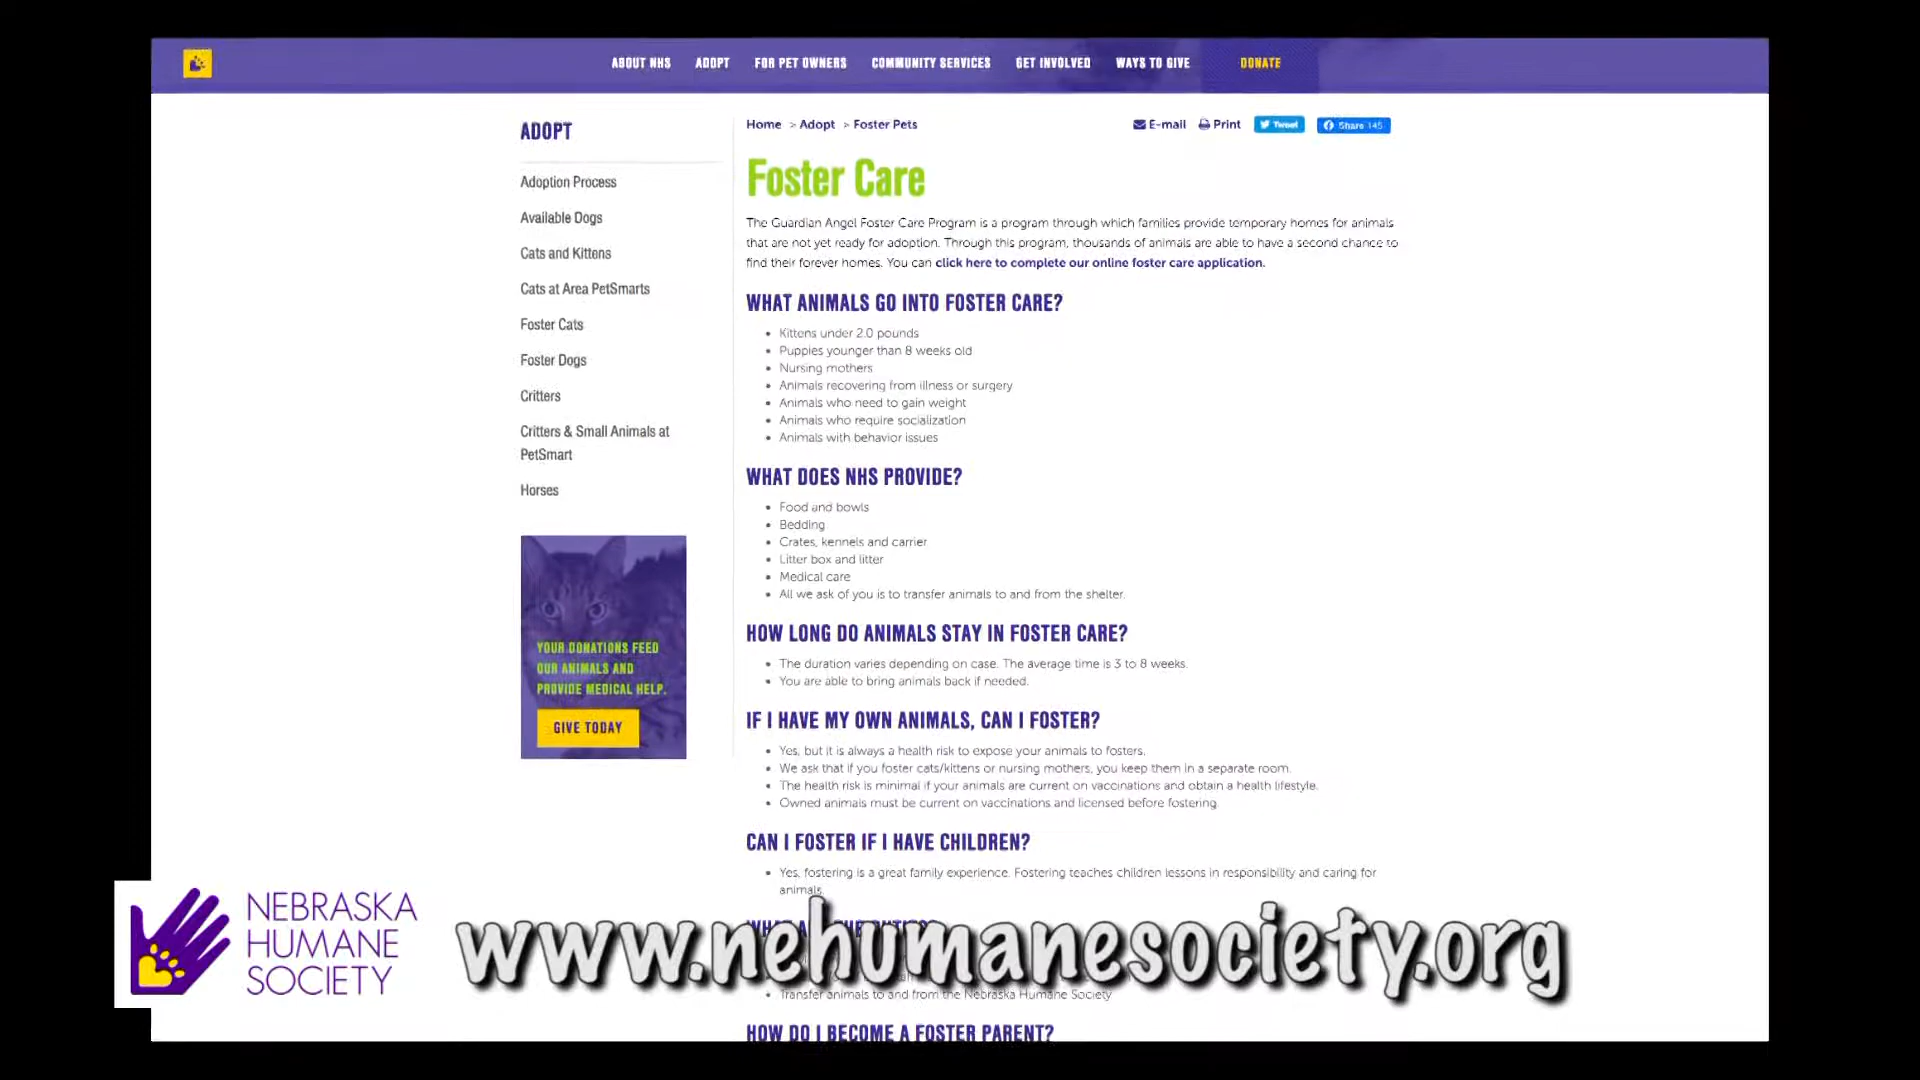 ABOUT NHS ADOPT FOR PET OWNERS COMMUNITY SERVICES GET INVOLVED WAYS TO GIVE DONATE
ADOPT
Adoption Process
Available Dogs
Cats and Kittens
Cats at Area PetSmarts
Foster Cats
Foster Dogs
Critters
Critters & Small Animals at
PetSmart
Horses
YOUR DONATIONS FEED
OUR ANIMALS AND
PROVIDE MEDICAL HELP.
GIVE TODAY
Home > Adopt > Foster Pets
E-mail Print Tweet Share 145
Foster Care
The Guardian Angel Foster Care Program is a program through which families provide temporary homes for animals
that are not yet ready for adoption. Through this program, thousands of animals are able to have a second chance to
find their forever homes. You can click here to complete our online foster care application.
WHAT ANIMALS GO INTO FOSTER CARE?
• Kittens under 2.0 pounds
• Puppies younger than 8 weeks old
• Nursing mothers
• Animals recovering from illness or surgery
• Animals who need to gain weight
• Animals who require socialization
• Animals with behavior issues
WHAT DOES NHS PROVIDE?
• Food and bowls
• Bedding
• Crates, kennels and carrier
• Litter box and litter
• Medical care
• All we ask of you is to transfer animals to and from the shelter.
HOW LONG DO ANIMALS STAY IN FOSTER CARE?
• The duration varies depending on case. The average time is 3 to 8 weeks.
• You are able to bring animals back if needed.
IF I HAVE MY OWN ANIMALS, CAN I FOSTER?
• Yes, but it is always a health risk to expose your animals to fosters.
• We ask that if you foster cats/kittens or nursing mothers, you keep them in a separate room.
• The health risk is minimal if your animals are current on vaccinations and obtain a health lifestyle.
• Owned animals must be current on vaccinations and licensed before fostering.
CAN I FOSTER IF I HAVE CHILDREN?
• Yes, fostering is a great family experience. Fostering teaches children lessons in responsibility and caring for
animals.
NEBRASKA
HUMANE
SOCIETY
www.nehumanesociety.org
Transfer animals to and from the Nebraska Humane Society
HOW DO I BECOME A FOSTER PARENT?